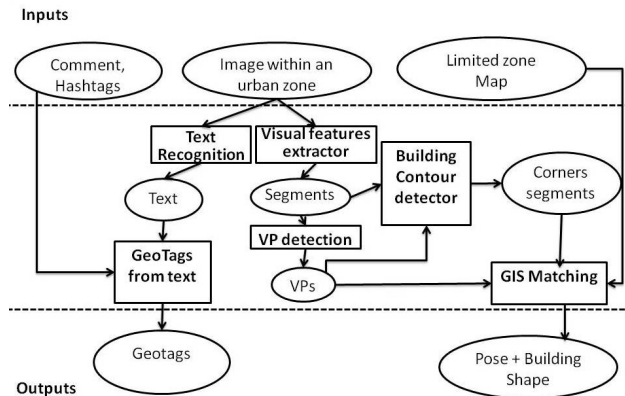 Inputs
Comment,
Hashtags
Image within an
urban zone
Limited zone
Map
Text
Recognition
Visual features
extractor
Building
Contour
detector
Corners
segments
Text
Segments
VP detection
GeoTags
from text
VPs
GIS Matching
Geotags
Pose + Building
Shape
Outputs